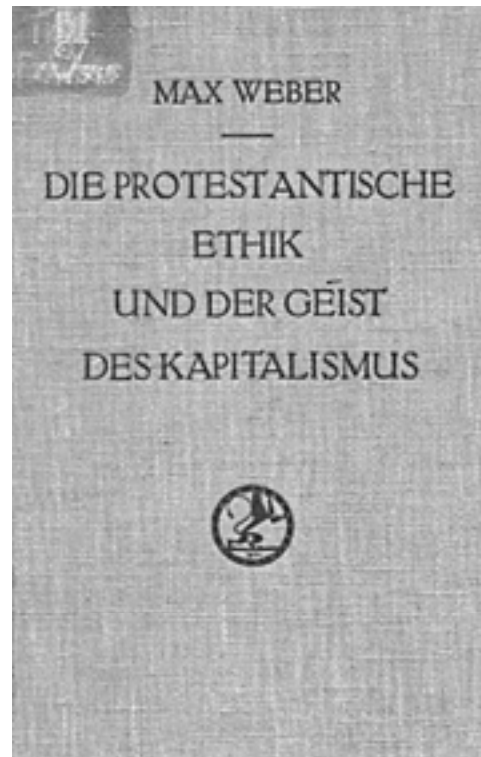 MAX WEBER
DIE PROTESTANTISCHE
ETHIK
UND DER GEIST
DES KAPITALISMUS